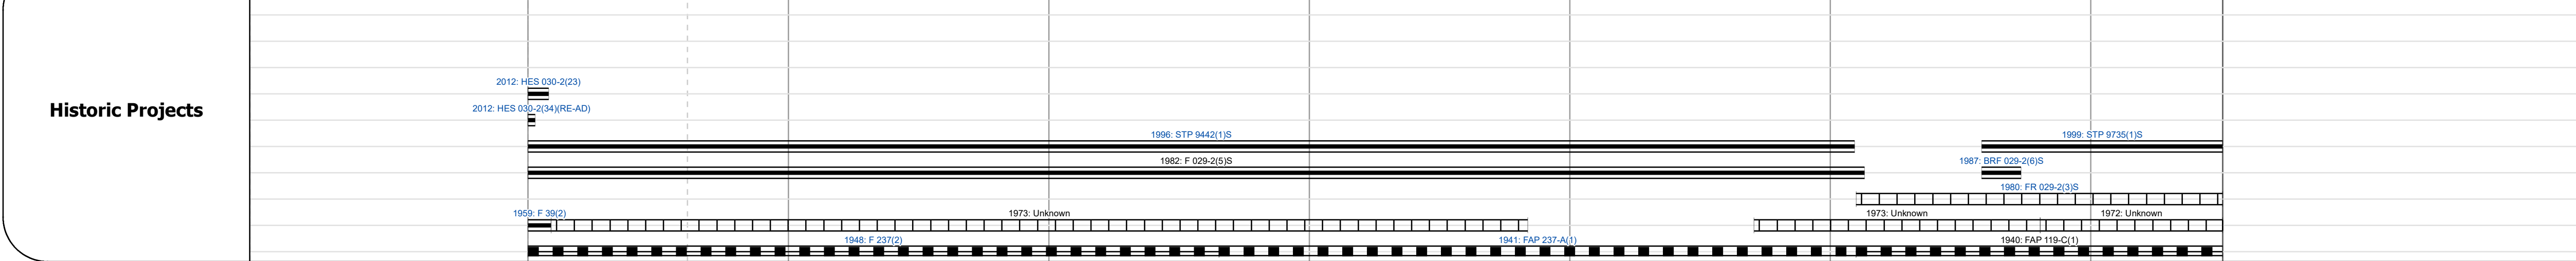 2012: HES 030-2(23)
2012: HES 030-2(34)(RE-AD)
Historic Projects
1996: STP 9442(1)S
1999: STP 9735(1)S
1982: F 029-2(5)S
1987: BRF 029-2(6)S
1980: FR 029-2(3)S
1959: F 39(2)
1973: Unknown
1973: Unknown
1972: Unknown
1948: F 237(2)
1941: FAP 237-A(1)
1940: FAP 119-C(1)